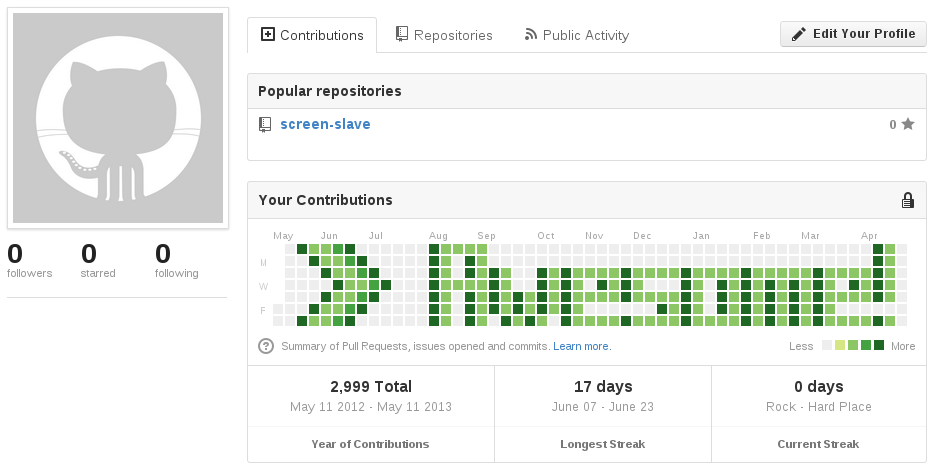 Contributions
Repositories
Public Activity
Edit Your Profile
Popular repositories
screen-slave
0
Your Contributions
May Jun Jul Aug Sep Oct Nov Dec Jan Feb Mar Apr
M
W
F
Summary of Pull Requests, issues opened and commits. Learn more.
Less More
0 0 0
followers starred following
2,999 Total
May 11 2012 - May 11 2013
Year of Contributions
17 days
June 07 - June 23
Longest Streak
0 days
Rock - Hard Place
Current Streak